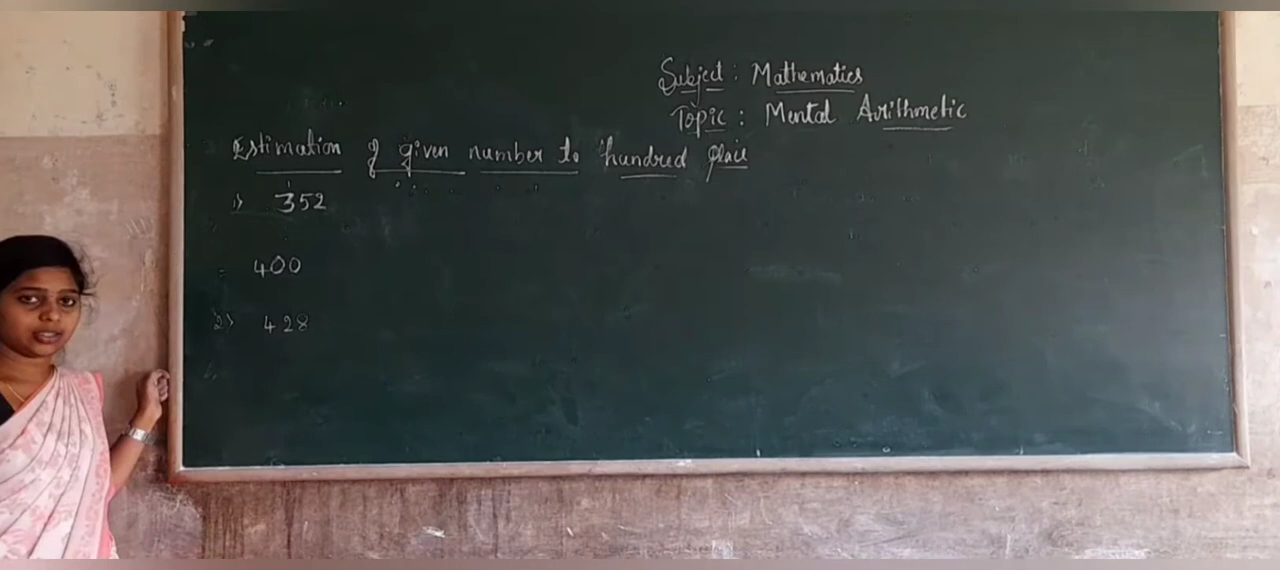 Subject : Mathematics
Topic : Mental Arithmetic
Estimation of given number to hundred place
1) 352
= 400
2) 428